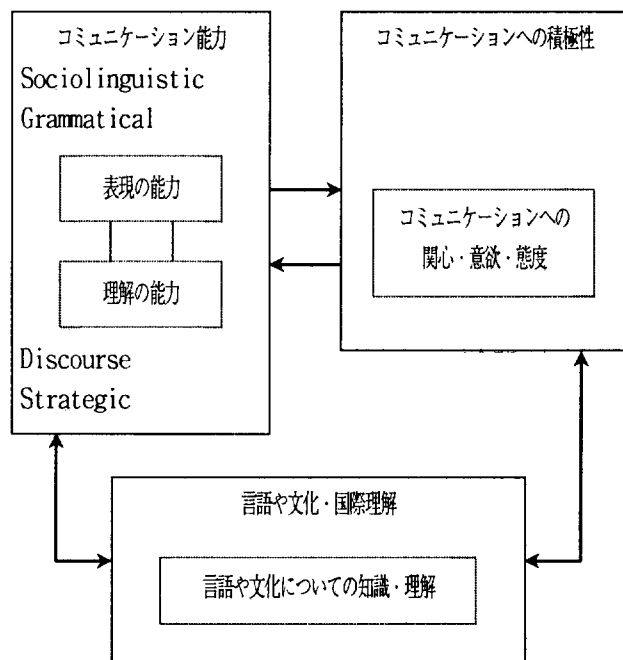 コミュニケーション能力
Sociolinguistic
Grammatical
表現の能力
理解の能力
Discourse
Strategic
コミュニケーションへの積極性
コミュニケーションへの
関心・意欲・態度
言語や文化・国際理解
言語や文化についての知識・理解